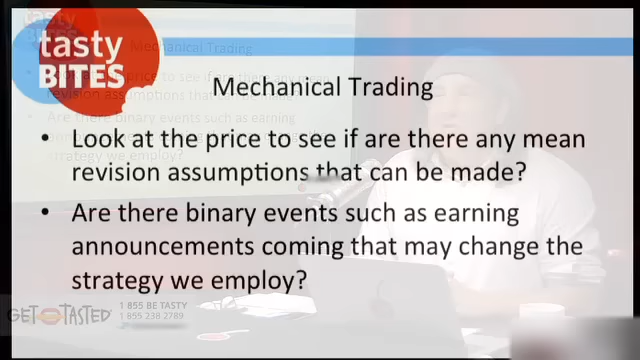 tasty
BITES
Mechanical Trading
• Look at the price to see if are there any mean
revision assumptions that can be made?
• Are there binary events such as earning
announcements coming that may change the
strategy we employ?
GET TASTED
1 855 BE TASTY
1 855 238 2789